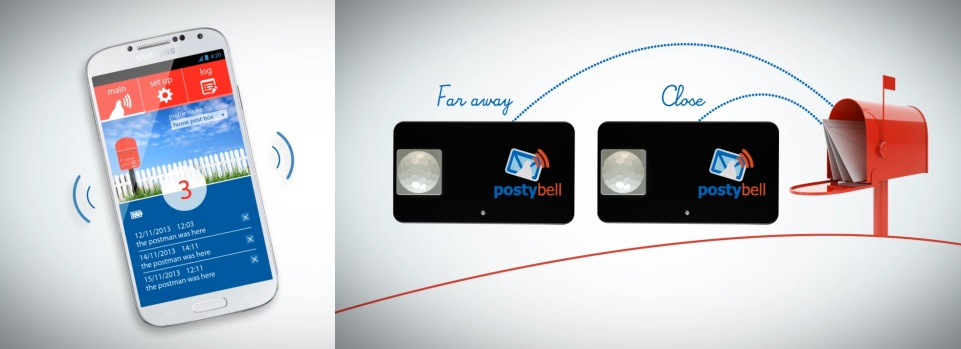 SAMSUNG
4:30
main
set up
log
profile name
home post box
3
12/11/2013 12:03
the postman was here
14/11/2013 14:11
the postman was here
15/11/2013 12:11
the postman was here
Far away
Close
postybell
postybell